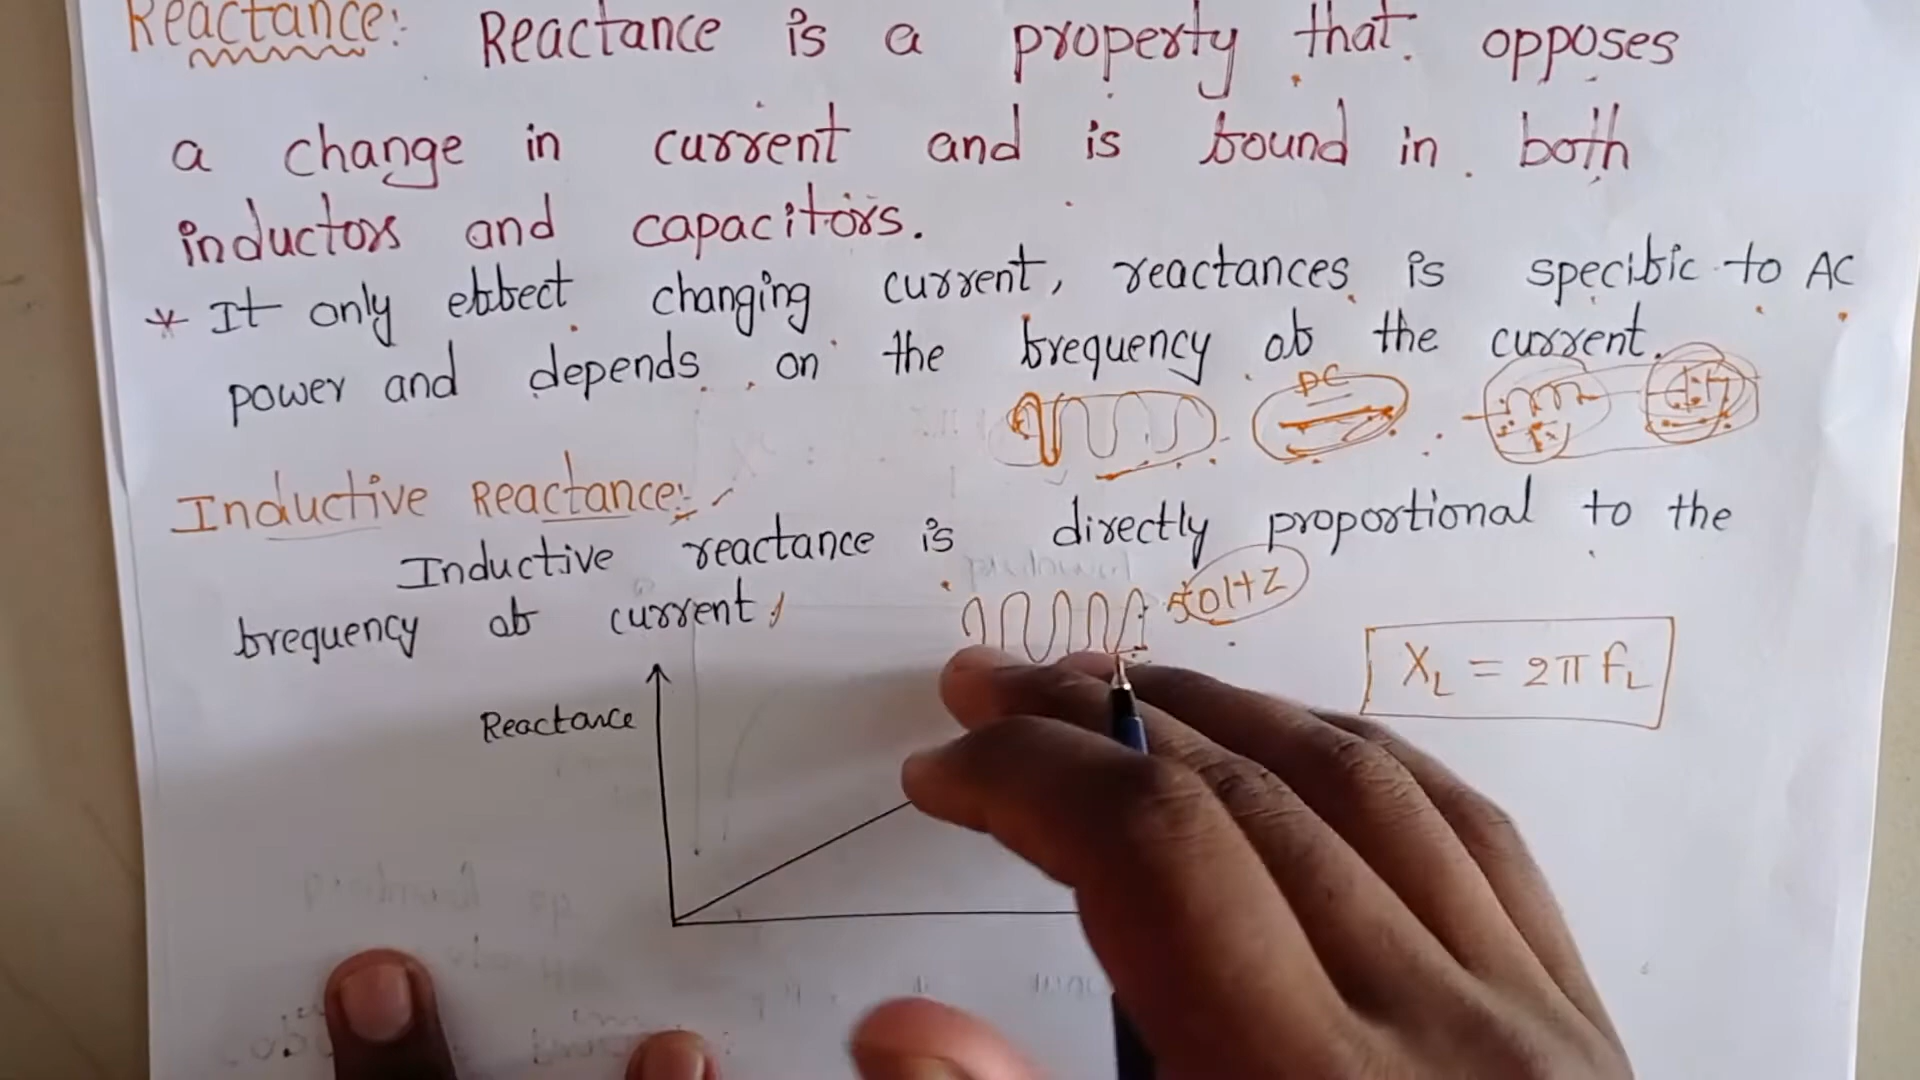 Reactance: Reactance is a property that opposes
a change in current and is found in both
inductors and capacitors.
* It only effect changing current, reactances is specific to AC
power and depends on the frequency of the current.
DC
Inductive Reactance:
Inductive reactance is directly proportional to the
frequency of current
50HZ
X_L = 2π f_L
Reactance